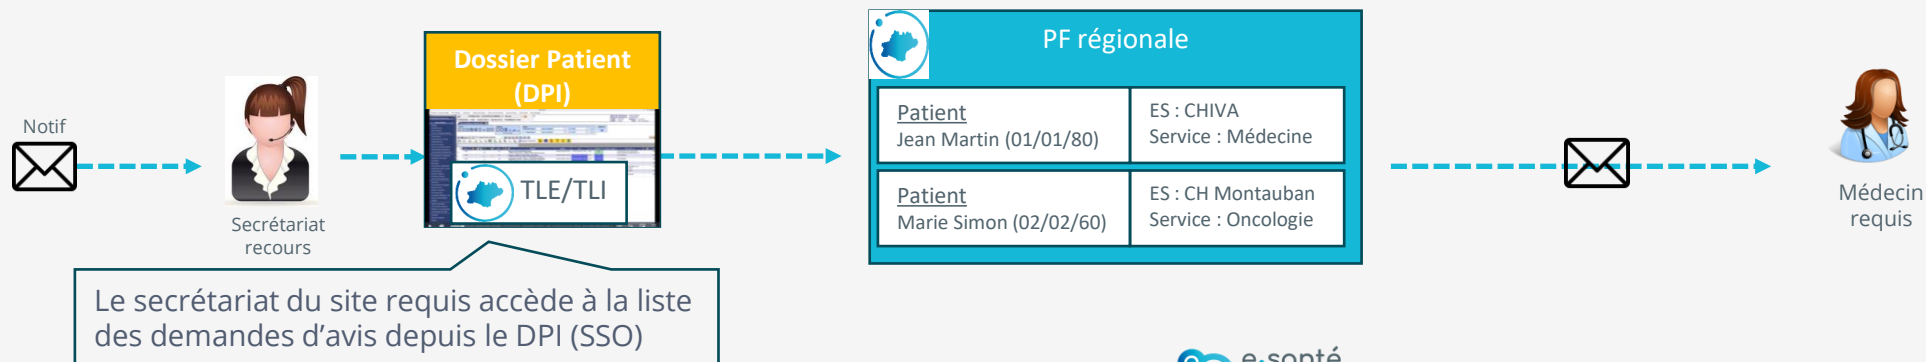 Notif
Secrétariat
recours
Dossier Patient
(DPI)
TLE/TLI
Le secrétariat du site requis accède à la liste
des demandes d’avis depuis le DPI (SSO)
PF régionale
Patient
Jean Martin (01/01/80)
ES : CHIVA
Service : Médecine
Patient
Marie Simon (02/02/60)
ES : CH Montauban
Service : Oncologie
Médecin
requis
e-santé